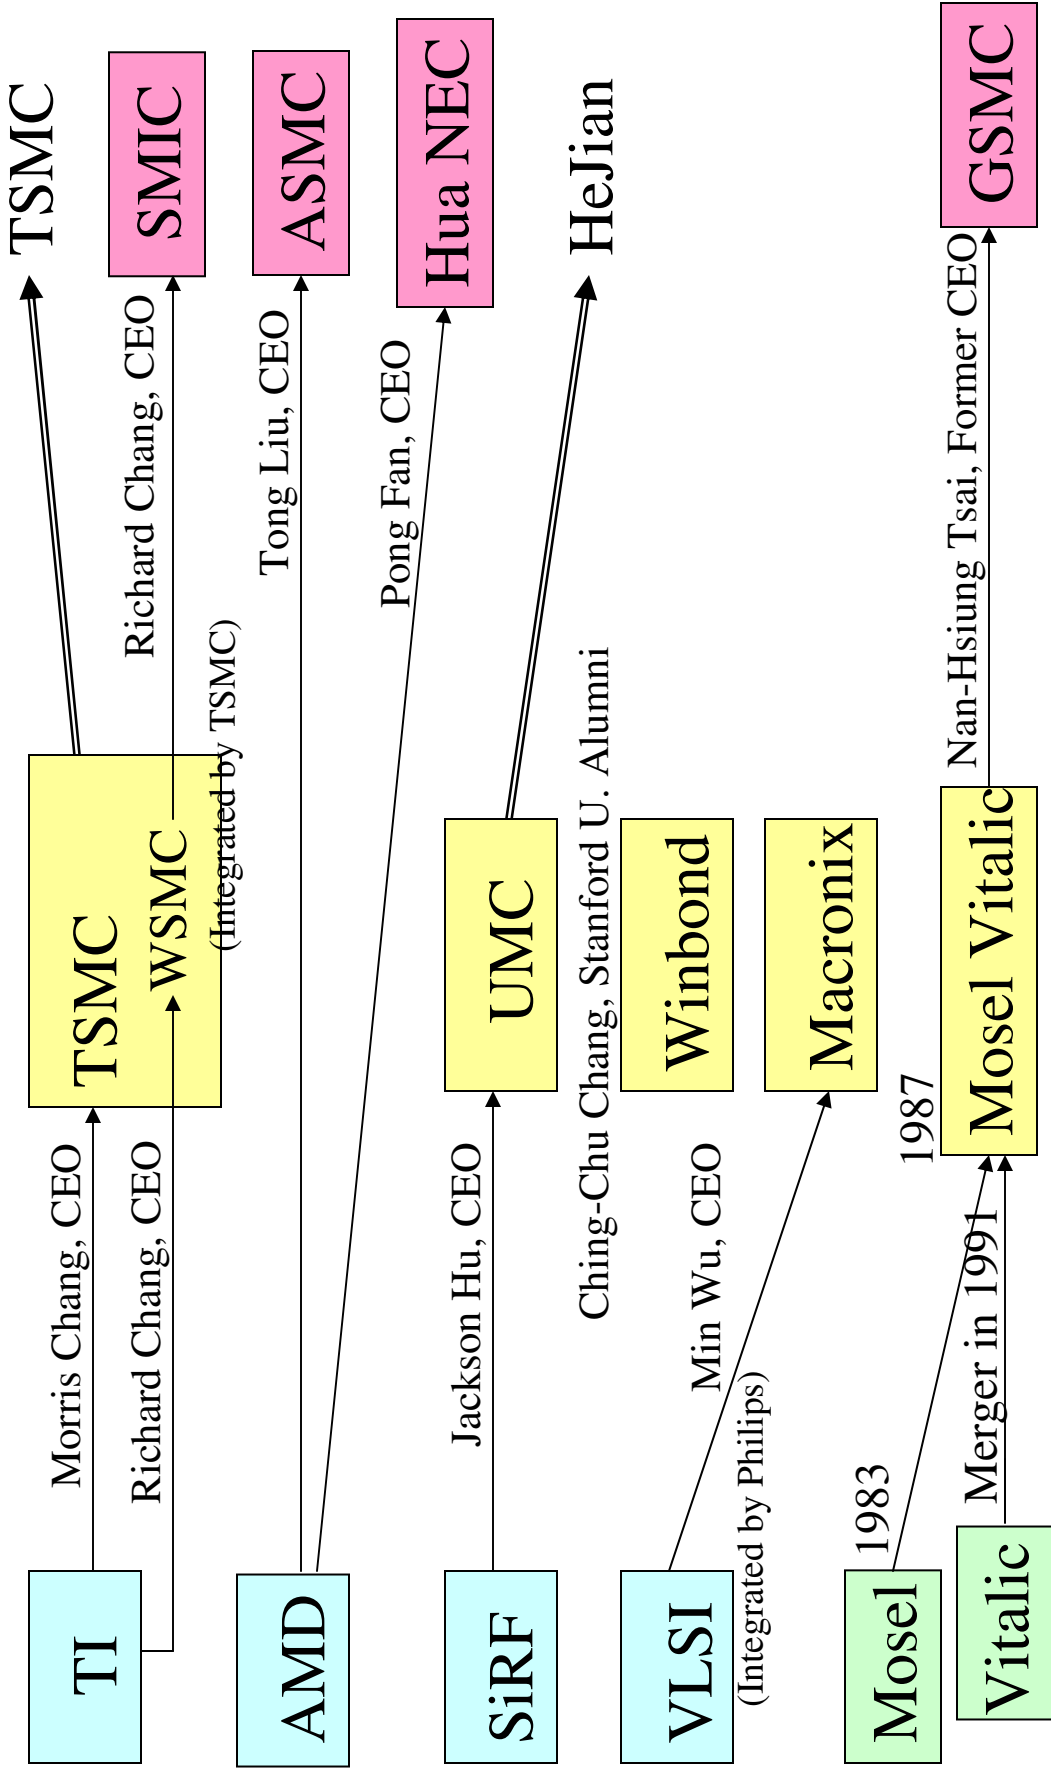 TI
Morris Chang, CEO
Richard Chang, CEO
TSMC
WSMC
(Integrated by TSMC)
TSMC
Richard Chang, CEO
SMIC
AMD
Tong Liu, CEO
ASMC
Pong Fan, CEO
Hua NEC
SiRF
Jackson Hu, CEO
UMC
HeJian
Ching-Chu Chang, Stanford U. Alumni
Winbond
VLSI
(Integrated by Philips)
Min Wu, CEO
Macronix
Mosel
1983
Vitalic
Merger in 1991
1987
Mosel Vitalic
Nan-Hsiung Tsai, Former CEO
GSMC